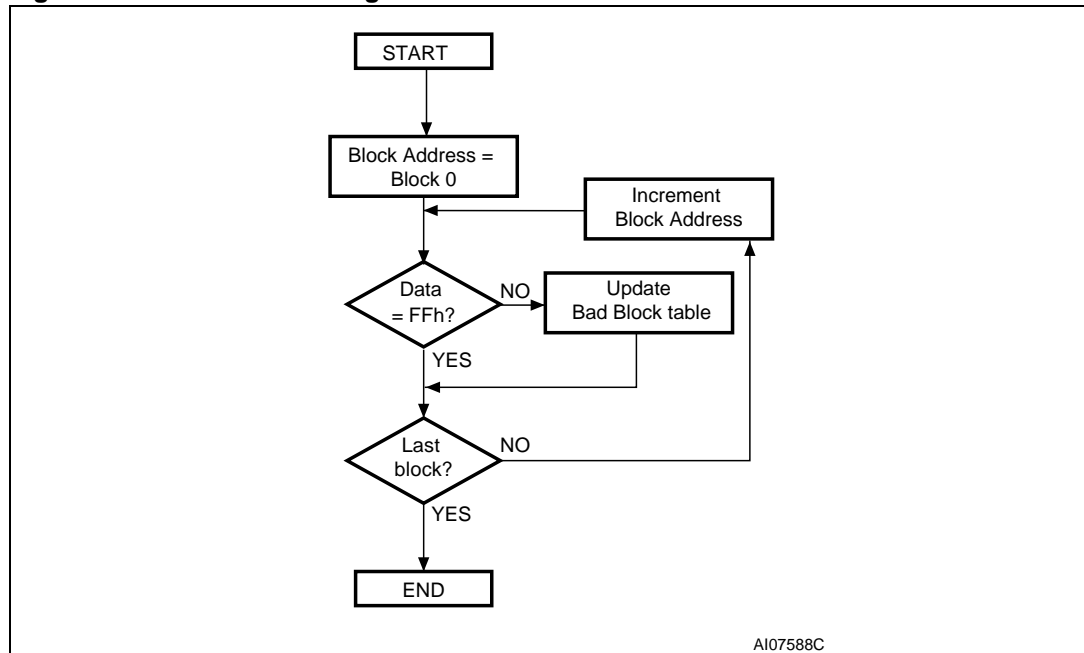 START
Block Address =
Block 0
Increment
Block Address
Data
= FFh?
NO
Update
Bad Block table
YES
Last
block?
NO
YES
END
AI07588C